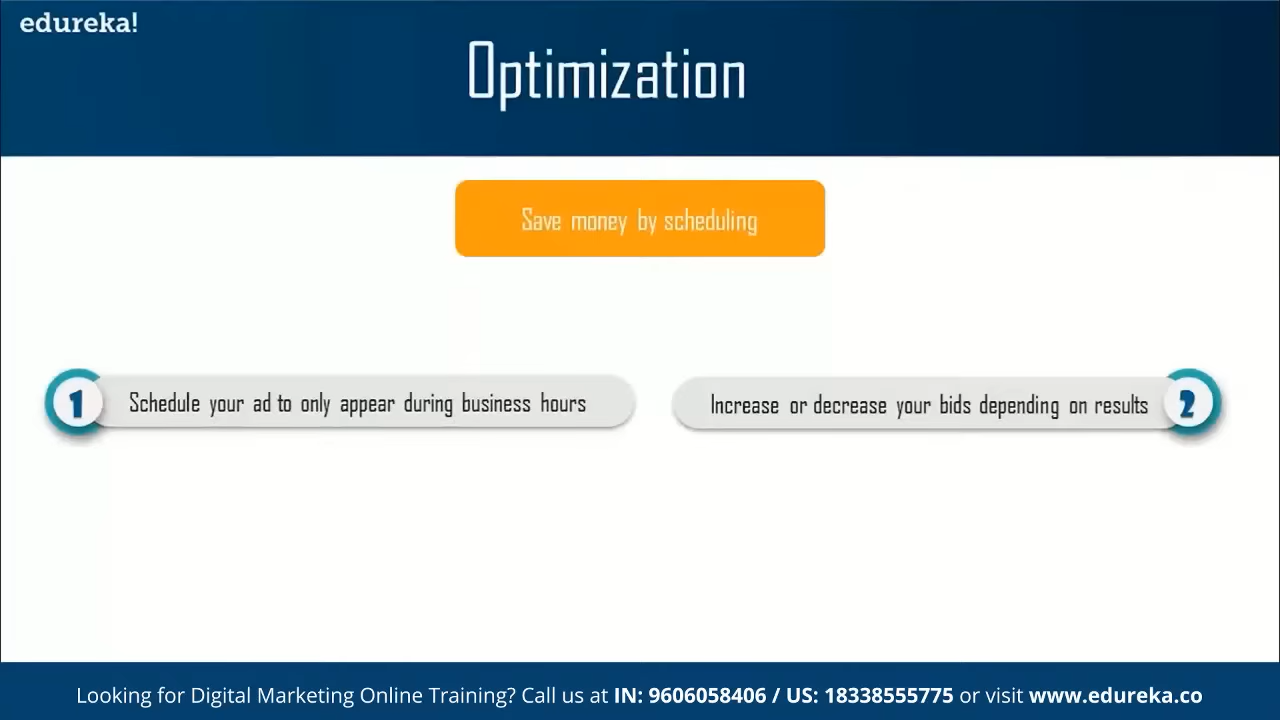 edureka!
Optimization
Save money by scheduling
1 Schedule your ad to only appear during business hours
Increase or decrease your bids depending on results 2
Looking for Digital Marketing Online Training? Call us at IN: 9606058406 / US: 18338555775 or visit www.edureka.co